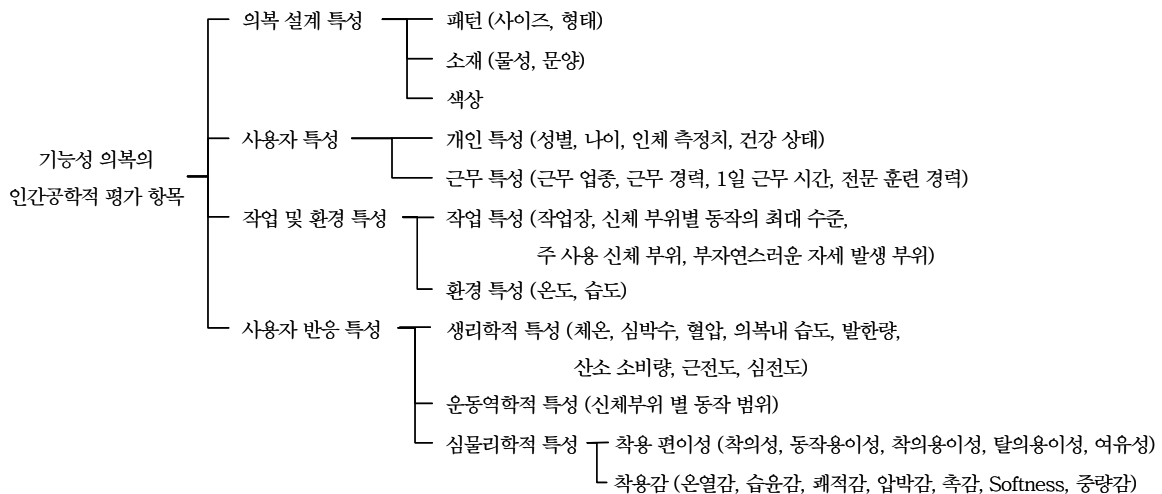 의복 설계 특성
패턴 (사이즈, 형태)
소재 (물성, 문양)
색상
기능성 의복의
인간공학적 평가 항목
사용자 특성
개인 특성 (성별, 나이, 인체 측정치, 건강 상태)
근무 특성 (근무 업종, 근무 경력, 1일 근무 시간, 전문 훈련 경력)
작업 및 환경 특성
작업 특성 (작업장, 신체 부위별 동작의 최대 수준,
주 사용 신체 부위, 부자연스러운 자세 발생 부위)
환경 특성 (온도, 습도)
사용자 반응 특성
생리학적 특성 (체온, 심박수, 혈압, 의복내 습도, 발한량,
산소 소비량, 근전도, 심전도)
운동역학적 특성 (신체부위 별 동작 범위)
심물리학적 특성
착용 편이성 (착의성, 동작용이성, 착의용이성, 탈의용이성, 여유성)
착용감 (온열감, 습윤감, 쾌적감, 압박감, 촉감, Softness, 중량감)